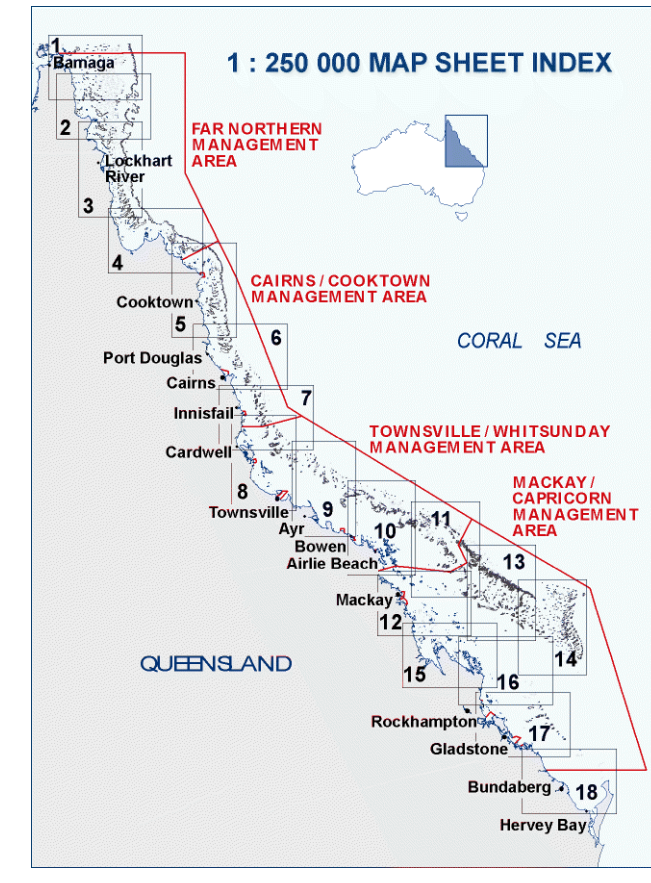 1 : 250 000 MAP SHEET INDEX
1
Bamaga
2
FAR NORTHERN
MANAGEMENT
AREA
Lockhart
River
3
4
CAIRNS / COOKTOWN
MANAGEMENT AREA
Cooktown
5
6
CORAL SEA
Port Douglas
Cairns
7
Innisfail
TOWNSVILLE / WHITSUNDAY
MANAGEMENT AREA
Cardwell
8
MACKAY /
CAPRICORN
MANAGEMENT
AREA
Townsville
9
11
Ayr
10
Bowen
13
Airlie Beach
Mackay
12
QUEENSLAND
14
15
16
Rockhampton
17
Gladstone
Bundaberg
18
Hervey Bay